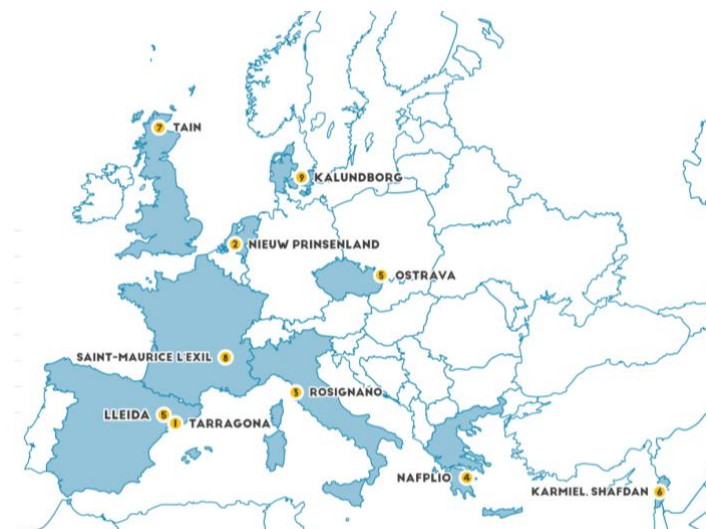 7 TAIN
9 KALUNDBORG
2 NIEUW PRINSENLAND
5 OSTRAVA
SAINT-MAURICE L'EXIL 8
3 ROSIGNANO
LLEIDA 5
1 TARRAGONA
NAFPLIO 4
KARMIEL. SHAFDAN 6